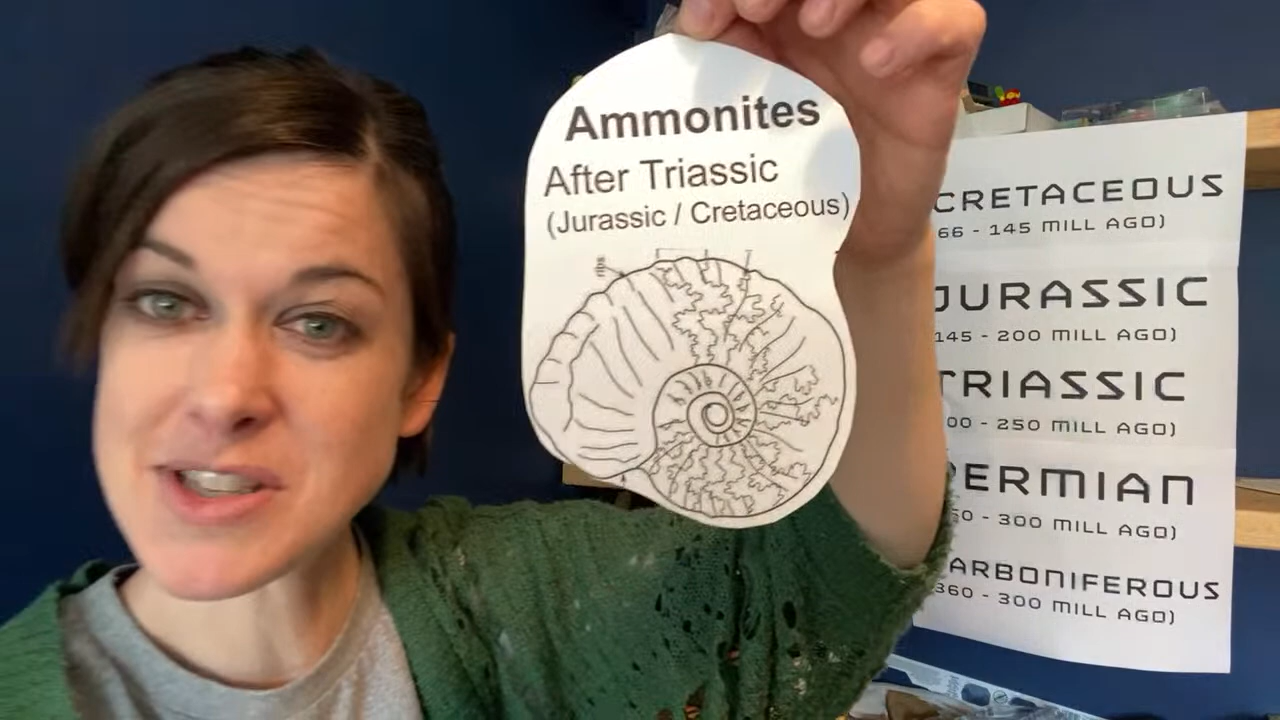 Ammonites
After Triassic
(Jurassic / Cretaceous)
ribs
CRETACEOUS
66 - 145 MILL AGO)
JURASSIC
145 - 200 MILL AGO)
TRIASSIC
00 - 250 MILL AGO)
ERMIAN
50 - 300 MILL AGO)
ARBONIFEROUS
360 - 300 MILL AGO)